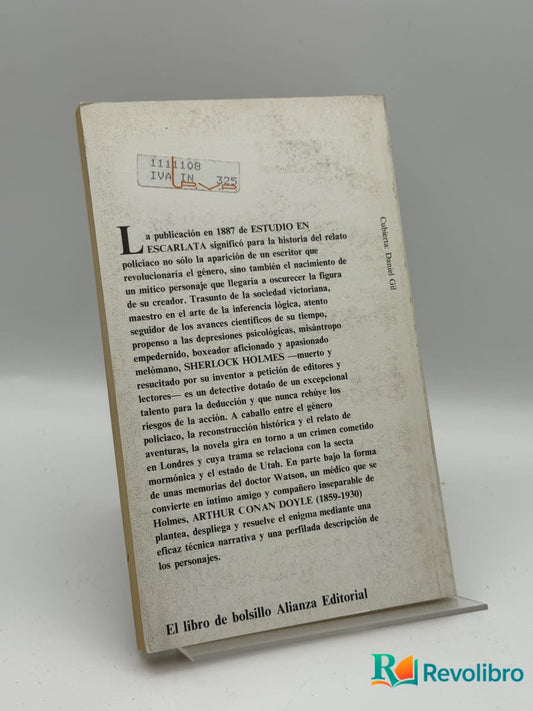 1111108
IVA IN 325
La publicación en 1887 de ESTUDIO EN
ESCARLATA significó para la historia del relato
policiaco no sólo la aparición de un escritor que
revolucionaría el género, sino también el nacimiento de
un mítico personaje que llegaría a oscurecer la figura
de su creador. Trasunto de la sociedad victoriana,
maestro en el arte de la inferencia lógica, atento
seguidor de los avances científicos de su tiempo,
propenso a las depresiones psicológicas, misántropo
empedernido, boxeador aficionado y apasionado
melómano, SHERLOCK HOLMES —muerto y
resucitado por su inventor a petición de editores y
lectores— es un detective dotado de un excepcional
talento para la deducción y que nunca rehúye los
riesgos de la acción. A caballo entre el género
policiaco, la reconstrucción histórica y el relato de
aventuras, la novela gira en torno a un crimen cometido
en Londres y cuya trama se relaciona con la secta
mormónica y el estado de Utah. En parte bajo la forma
de unas memorias del doctor Watson, un médico que se
convierte en íntimo amigo y compañero inseparable de
Holmes, ARTHUR CONAN DOYLE (1859-1930)
plantea, despliega y resuelve el enigma mediante una
eficaz técnica narrativa y una perfilada descripción de
los personajes.
El libro de bolsillo Alianza Editorial
Cubierta: Daniel Gil
Revolibro